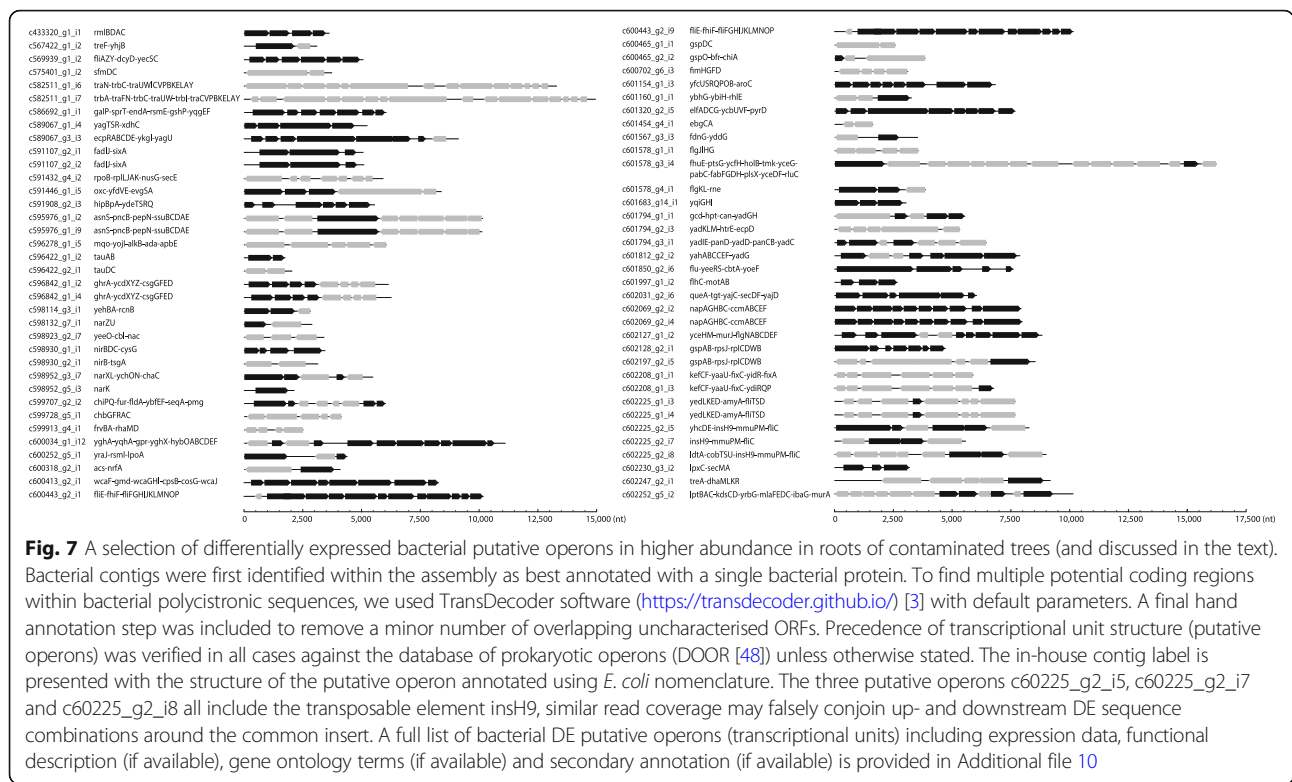 c433320_g1_i1 rmlBDAC
c567422_g1_i2 treF-yhjB
c569939_g1_i2 fliAZY-dcyD-yecSC
c575401_g1_i2 sfmDC
c582511_g1_i6 traN-trbC-traUWICVPBKELAY
c582511_g1_i7 trbA-traFN-trbC-traUW-trbI-traCVPBKELAY
c586692_g1_i1 galP-sprT-endA-rsmE-gshP-yqgEF
c589067_g1_i4 yagTSR-xdhC
c589067_g3_i3 ecpRABCDE-ykgI-yagU
c591107_g2_i1 fadIJ-sixA
c591107_g2_i2 fadIJ-sixA
c591432_g4_i2 rpoB-rplLJAK-nusG-secE
c591446_g1_i5 oxc-yfdVE-evgSA
c591908_g2_i3 hipBpA-ydeTSRQ
c595976_g1_i2 asnS-pncB-pepN-ssuBCDAE
c595976_g1_i9 asnS-pncB-pepN-ssuBCDAE
c596278_g1_i5 mqo-yojI-alkB-ada-apbE
c596422_g1_i2 tauAB
c596422_g2_i1 tauDC
c596842_g1_i2 ghrA-ycdXYZ-csgGFED
c596842_g1_i4 ghrA-ycdXYZ-csgGFED
c598114_g3_i1 yehBA-rcnB
c598132_g7_i1 narZU
c598923_g2_i7 yeeO-cbl-nac
c598930_g1_i1 nirBDC-cysG
c598930_g2_i1 nirB-tsgA
c598952_g3_i7 narXL-ychON-chaC
c598952_g5_i3 narK
c599707_g2_i2 chiPQ-fur-fldA-ybfEF-seqA-pmg
c599728_g5_i1 chbGFRAC
c599913_g4_i1 frvBA-rhaMD
c600034_g1_i12 yghA-yqhA-gpr-yghX-hybOABCDEF
c600252_g5_i1 yraJ-rsmI-lpoA
c600318_g2_i1 acs-nrfA
c600413_g2_i1 wcaF-gmd-wcaGHI-cpsB-cosG-wcaJ
c600443_g2_i1 fliE-fhiF-fliFGHIJKLMNOP
0 2,500 5,000 7,500 10,000 12,500 15,000 (nt)
c600443_g2_i9 fliE-fhiF-fliFGHIJKLMNOP
c600465_g1_i1 gspDC
c600465_g2_i2 gspO-bfr-chiA
c600702_g6_i3 fimHGFD
c601154_g1_i3 yfcUSRQPOB-aroC
c601160_g1_i1 ybhG-ybiH-rhlE
c601320_g2_i5 elfADCG-ycbUVF-pyrD
c601454_g4_i1 ebgCA
c601567_g3_i3 fdnG-yddG
c601578_g1_i1 flgJIHG
c601578_g3_i4 fhuE-ptsG-ycfH-holB-tmk-yceG-
pabC-fabFGDH-plsX-yceDF-rluC
c601578_g4_i1 flgKL-rne
c601683_g14_i1 yqiGHI
c601794_g1_i1 gcd-hpt-can-yadGH
c601794_g2_i3 yadKLM-htrE-ecpD
c601794_g3_i1 yadIE-panD-yadD-panCB-yadC
c601812_g2_i2 yahABCCEF-yadG
c601850_g2_i6 flu-yeeRS-cbtA-yoeF
c601997_g1_i2 flhC-motAB
c602031_g2_i6 queA-tgt-yajC-secDF-yajD
c602069_g2_i2 napAGHBC-ccmABCEF
c602069_g2_i4 napAGHBC-ccmABCEF
c602127_g1_i2 yceHM-murJ-flgNABCDEF
c602128_g2_i1 gspAB-rpsJ-rplCDWB
c602197_g2_i5 gspAB-rpsJ-rplCDWB
c602208_g1_i1 kefCF-yaaU-fixC-yidR-fixA
c602208_g1_i3 kefCF-yaaU-fixC-ydiRQP
c602225_g1_i3 yedLKED-amyA-fliTSD
c602225_g1_i4 yedLKED-amyA-fliTSD
c602225_g2_i5 yhcDE-insH9-mmuPM-fliC
c602225_g2_i7 insH9-mmuPM-fliC
c602225_g2_i8 ldtA-cobTSU-insH9-mmuPM-fliC
c602230_g3_i2 lpxC-secMA
c602247_g2_i1 treA-dhaMLKR
c602252_g5_i2 lptBAC-kdsCD-yrbG-mlaFEDC-ibaG-murA
0 2,500 5,000 7,500 10,000 12,500 15,000 17,500 (nt)
Fig. 7 A selection of differentially expressed bacterial putative operons in higher abundance in roots of contaminated trees (and discussed in the text).
Bacterial contigs were first identified within the assembly as best annotated with a single bacterial protein. To find multiple potential coding regions
within bacterial polycistronic sequences, we used TransDecoder software (https://transdecoder.github.io/) [3] with default parameters. A final hand
annotation step was included to remove a minor number of overlapping uncharacterised ORFs. Precedence of transcriptional unit structure (putative
operons) was verified in all cases against the database of prokaryotic operons (DOOR [48]) unless otherwise stated. The in-house contig label is
presented with the structure of the putative operon annotated using E. coli nomenclature. The three putative operons c60225_g2_i5, c60225_g2_i7
and c60225_g2_i8 all include the transposable element insH9, similar read coverage may falsely conjoin up- and downstream DE sequence
combinations around the common insert. A full list of bacterial DE putative operons (transcriptional units) including expression data, functional
description (if available), gene ontology terms (if available) and secondary annotation (if available) is provided in Additional file 10